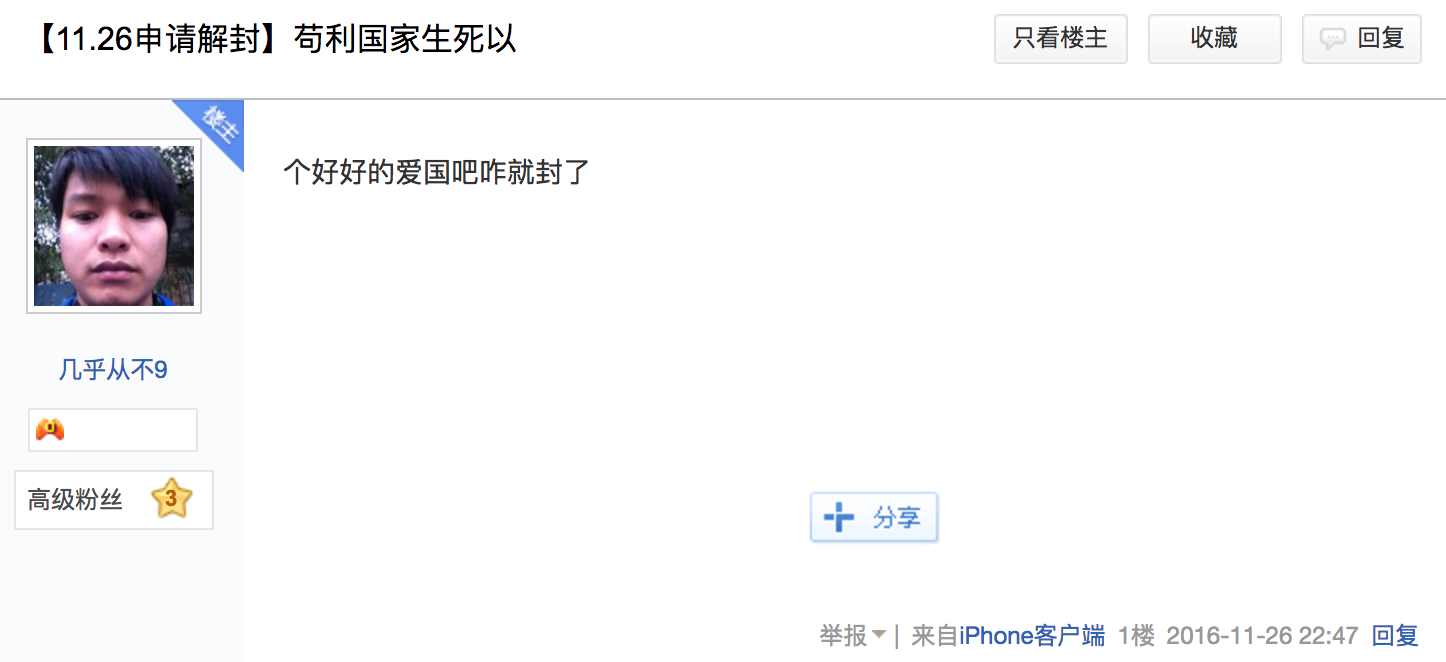 【11.26申请解封】苟利国家生死以
只看楼主
收藏
回复
楼主
个好好的爱国吧咋就封了
几乎从不9
高级粉丝 3
分享
举报 | 来自iPhone客户端 1楼 2016-11-26 22:47 回复